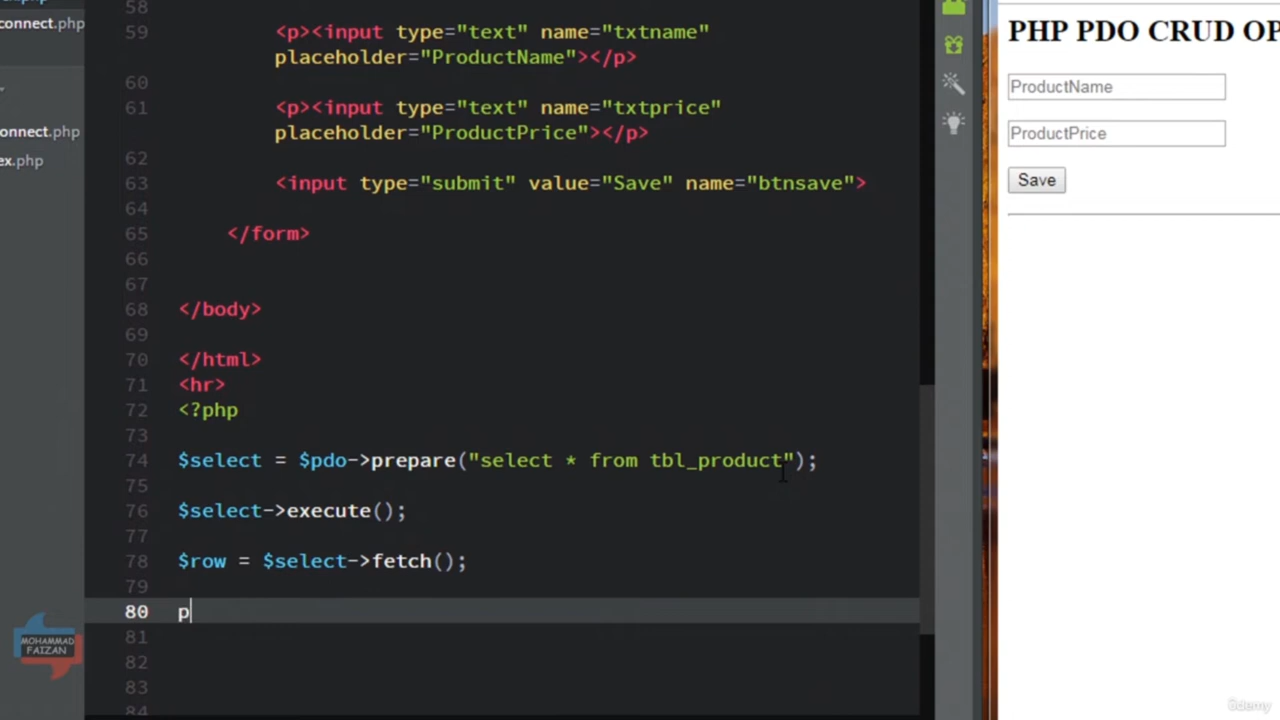 connect.php
onnect.php
ex.php
58
59 <p><input type="text" name="txtname"
placeholder="ProductName"></p>
60
61 <p><input type="text" name="txtprice"
placeholder="ProductPrice"></p>
62
63 <input type="submit" value="Save" name="btnsave">
64
65 </form>
66
67
68 </body>
69
70 </html>
71 <hr>
72 <?php
73
74 $select = $pdo->prepare("select * from tbl_product");
75
76 $select->execute();
77
78 $row = $select->fetch();
79
80 p
81
82
83
84
MOHAMMAD
FAIZAN
PHP PDO CRUD OP
ProductName
ProductPrice
Save
ûdemy